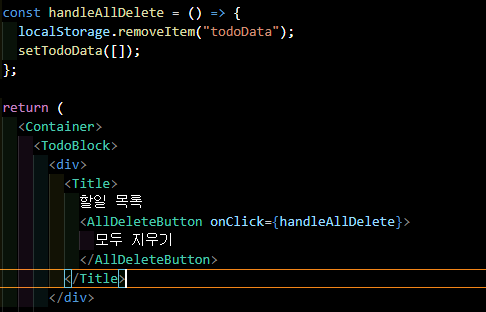 const handleAllDelete = () => {
  localStorage.removeItem("todoData");
  setTodoData([]);
};
return (
  <Container>
    <TodoBlock>
      <div>
        <Title>
          할일 목록
          <AllDeleteButton onClick={handleAllDelete}>
            모두 지우기
          </AllDeleteButton>
        </Title>
      </div>